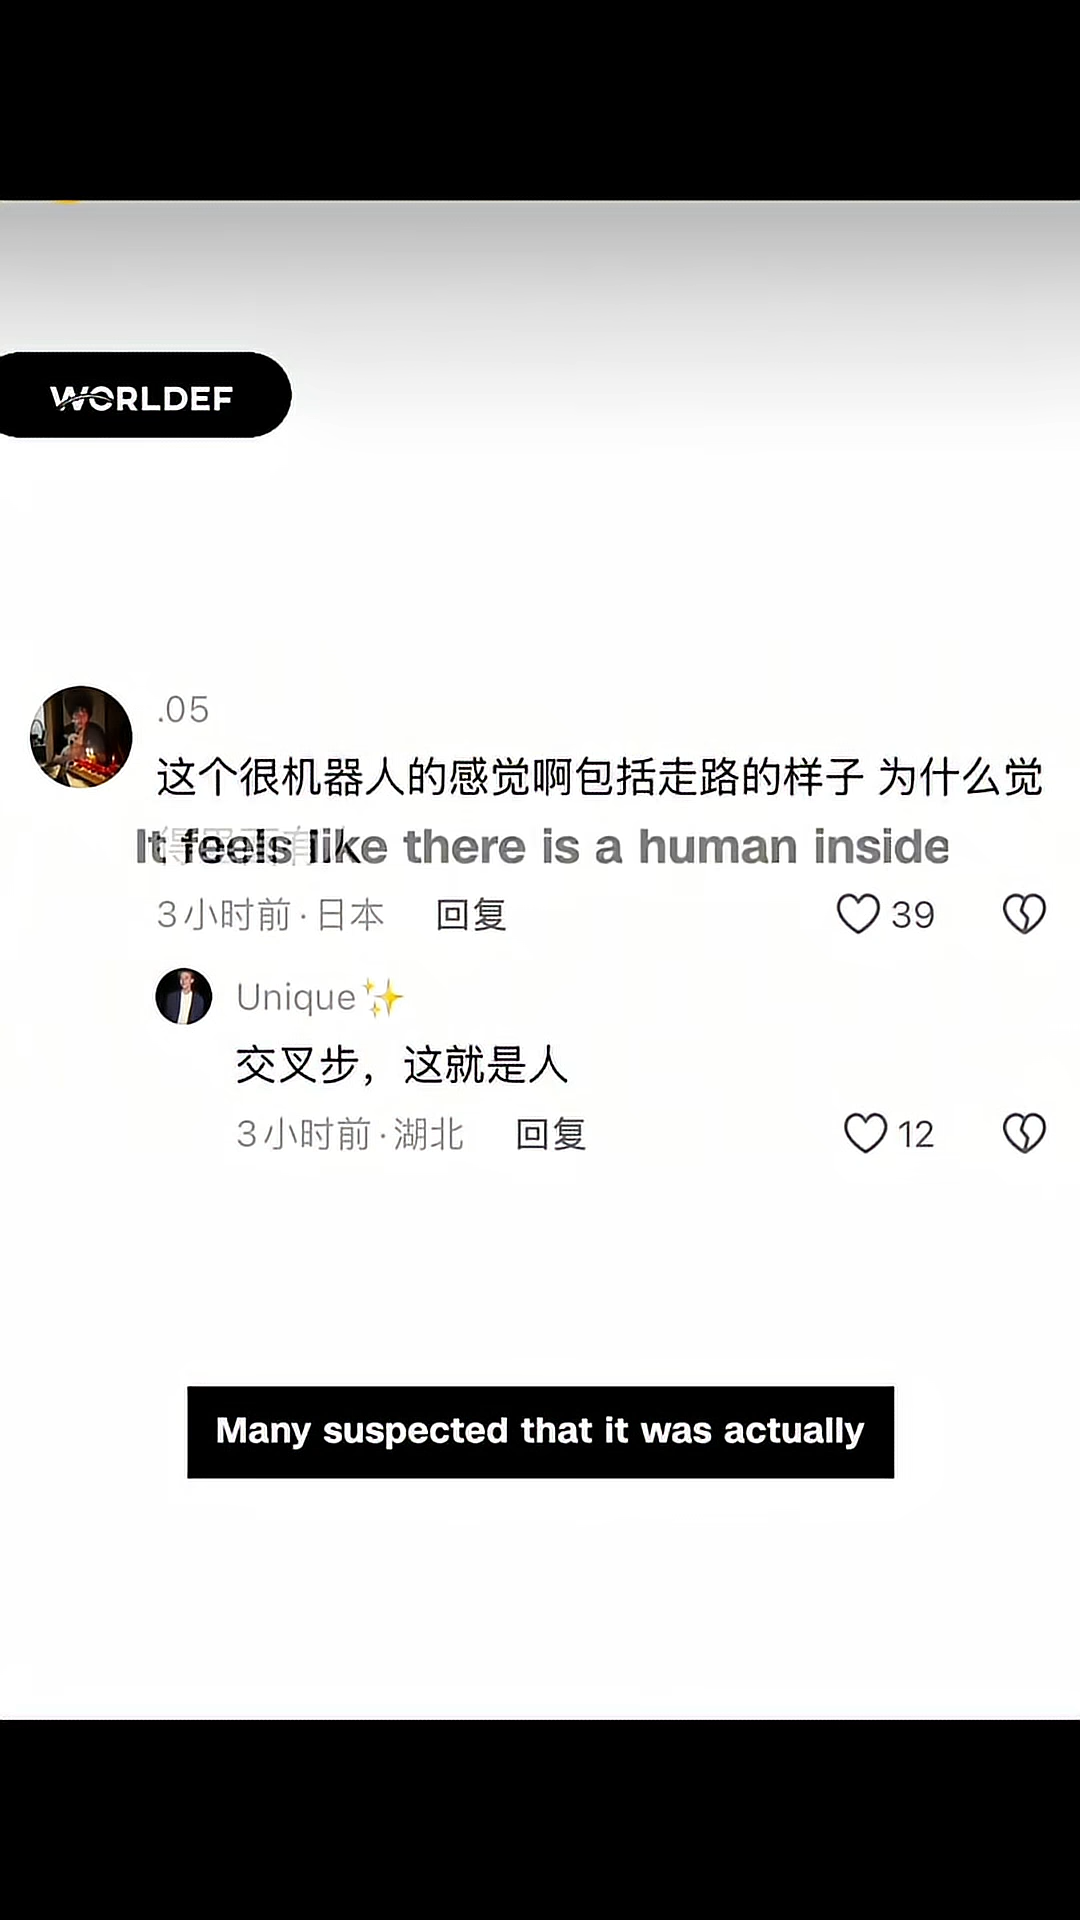 WORLDEF
.05
这个很机器人的感觉啊包括走路的样子 为什么觉
It feels like there is a human inside
3小时前·日本 回复 39
Unique✨
交叉步，这就是人
3小时前·湖北 回复 12
Many suspected that it was actually